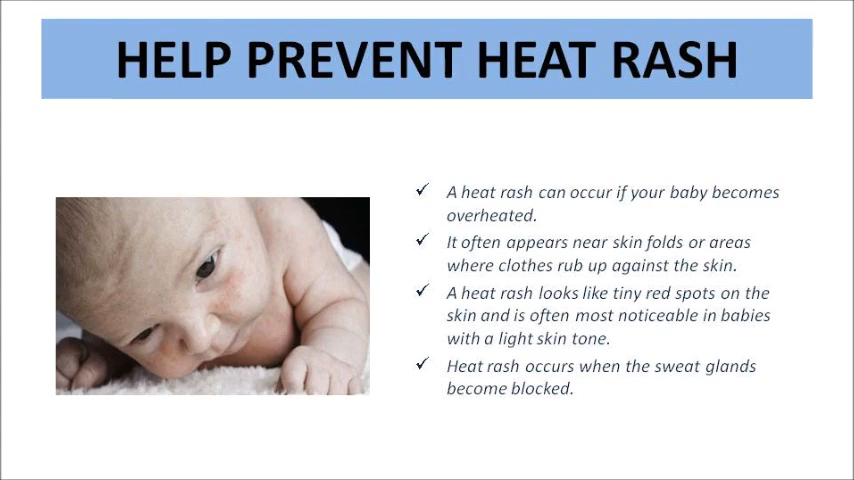 HELP PREVENT HEAT RASH
✓ A heat rash can occur if your baby becomes
overheated.
✓ It often appears near skin folds or areas
where clothes rub up against the skin.
✓ A heat rash looks like tiny red spots on the
skin and is often most noticeable in babies
with a light skin tone.
✓ Heat rash occurs when the sweat glands
become blocked.